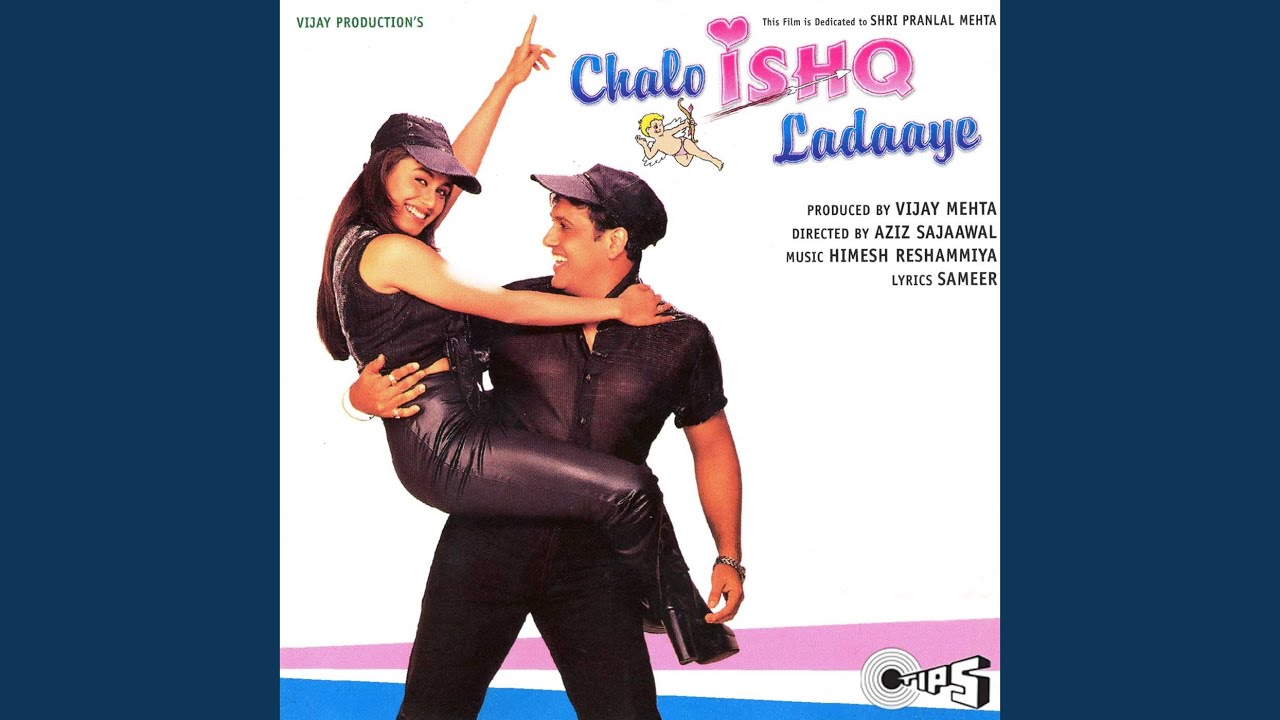 VIJAY PRODUCTION'S
This Film is Dedicated to SHRI PRANLAL MEHTA
Chalo ISHQ
Ladaaye
PRODUCED BY VIJAY MEHTA
DIRECTED BY AZIZ SAJAAWAL
MUSIC HIMESH RESHAMMIYA
LYRICS SAMEER
TIPS